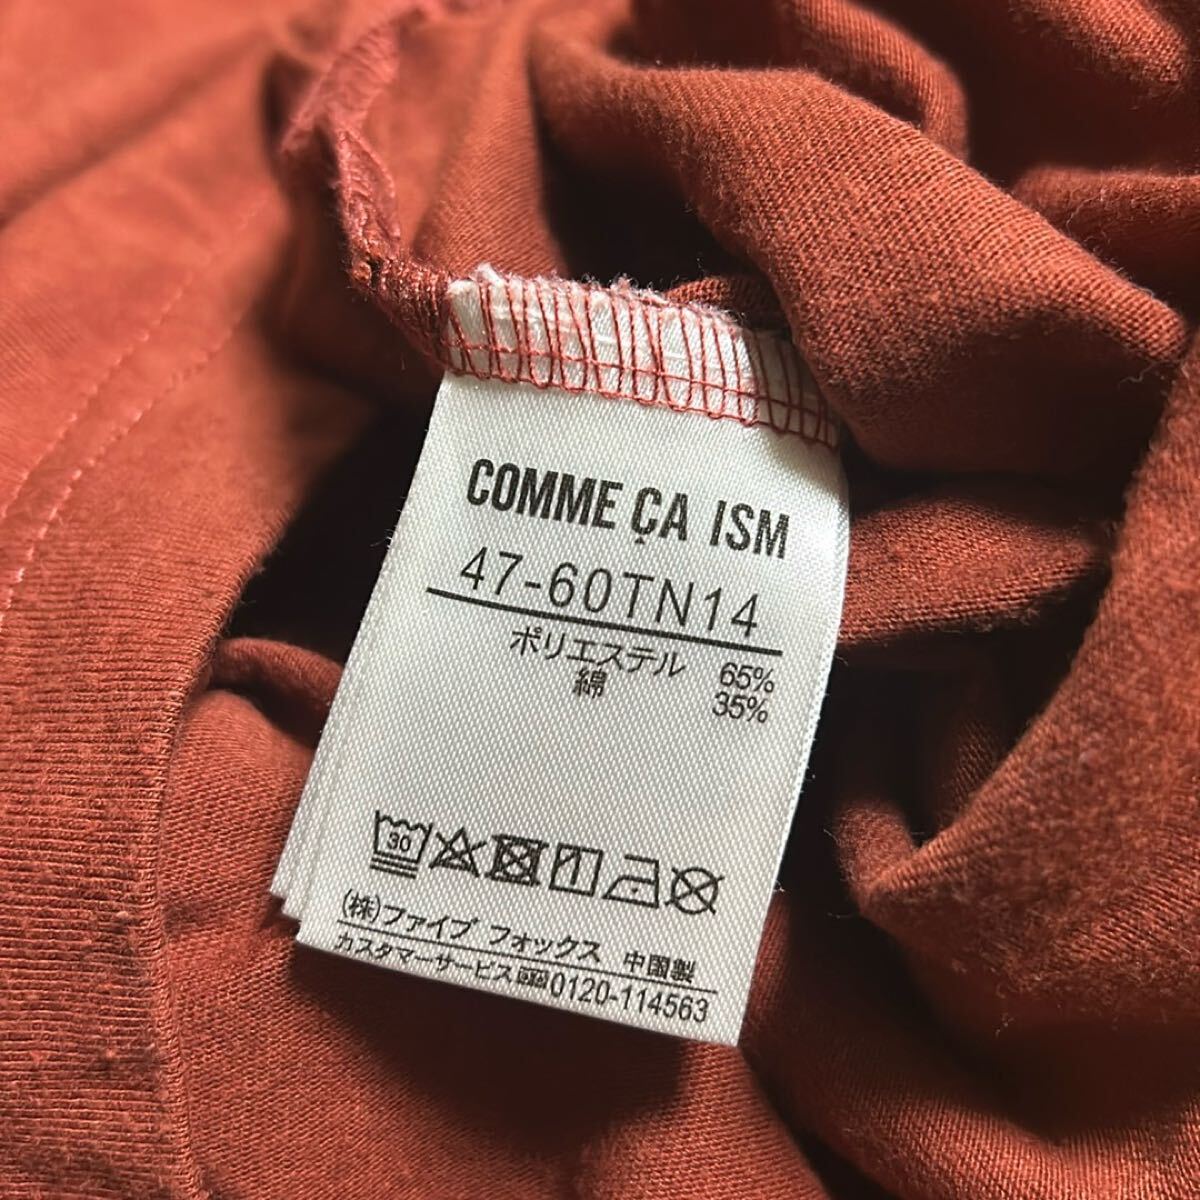 COMME ÇA ISM
47-60TN14
ポリエステル 65%
綿 35%
30
(株)ファイブ フォックス 中国製
カスタマーサービス 0120-114563